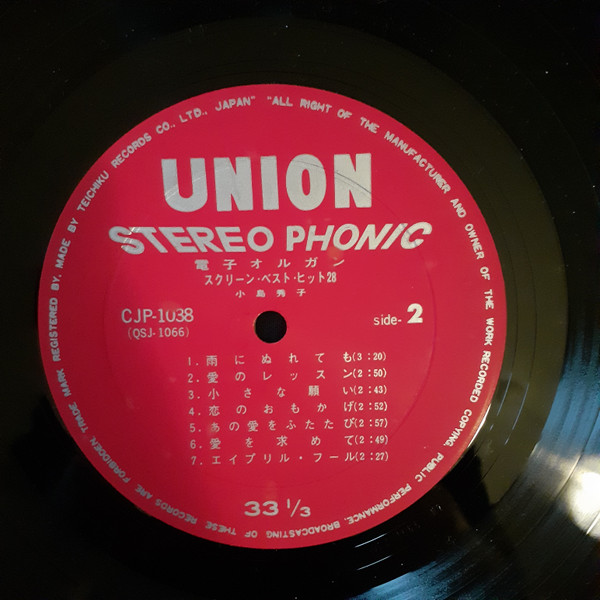 TRADE MARK REGISTERED BY. MADE BY TEICHIKU RECORDS CO., LTD., JAPAN" "ALL RIGHT OF THE MANUFACTURER AND OWNER OF THE WORK RECORDED COPYING, PUBLIC PERFORMANCE, BROADCASTING OF THESE RECORDS ARE FORBIDDEN
UNION
STEREO PHONIC
電子オルガン
スクリーン・ベスト・ヒット28
小島秀子
CJP-1038
(QSJ-1066)
side-2
1. 雨にぬれても(3:20)
2. 愛のレッスン(2:50)
3. 小さな願い(2:43)
4. 恋のおもかげ(2:52)
5. あの愛をふたたび(2:57)
6. 愛を求めて(2:49)
7. エイプリル・フール(2:27)
33 1/3